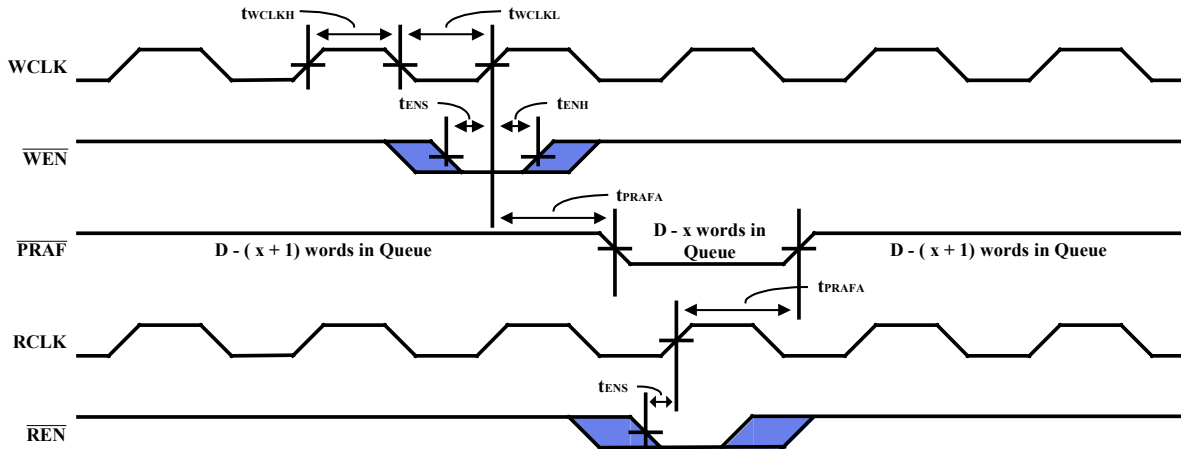 tWCLKH
tWCLKL
WCLK
tENS
tENH
WEN
tPRAFA
PRAF
D - ( x + 1) words in Queue
D - x words in
Queue
D - ( x + 1) words in Queue
tPRAFA
RCLK
tENS
REN